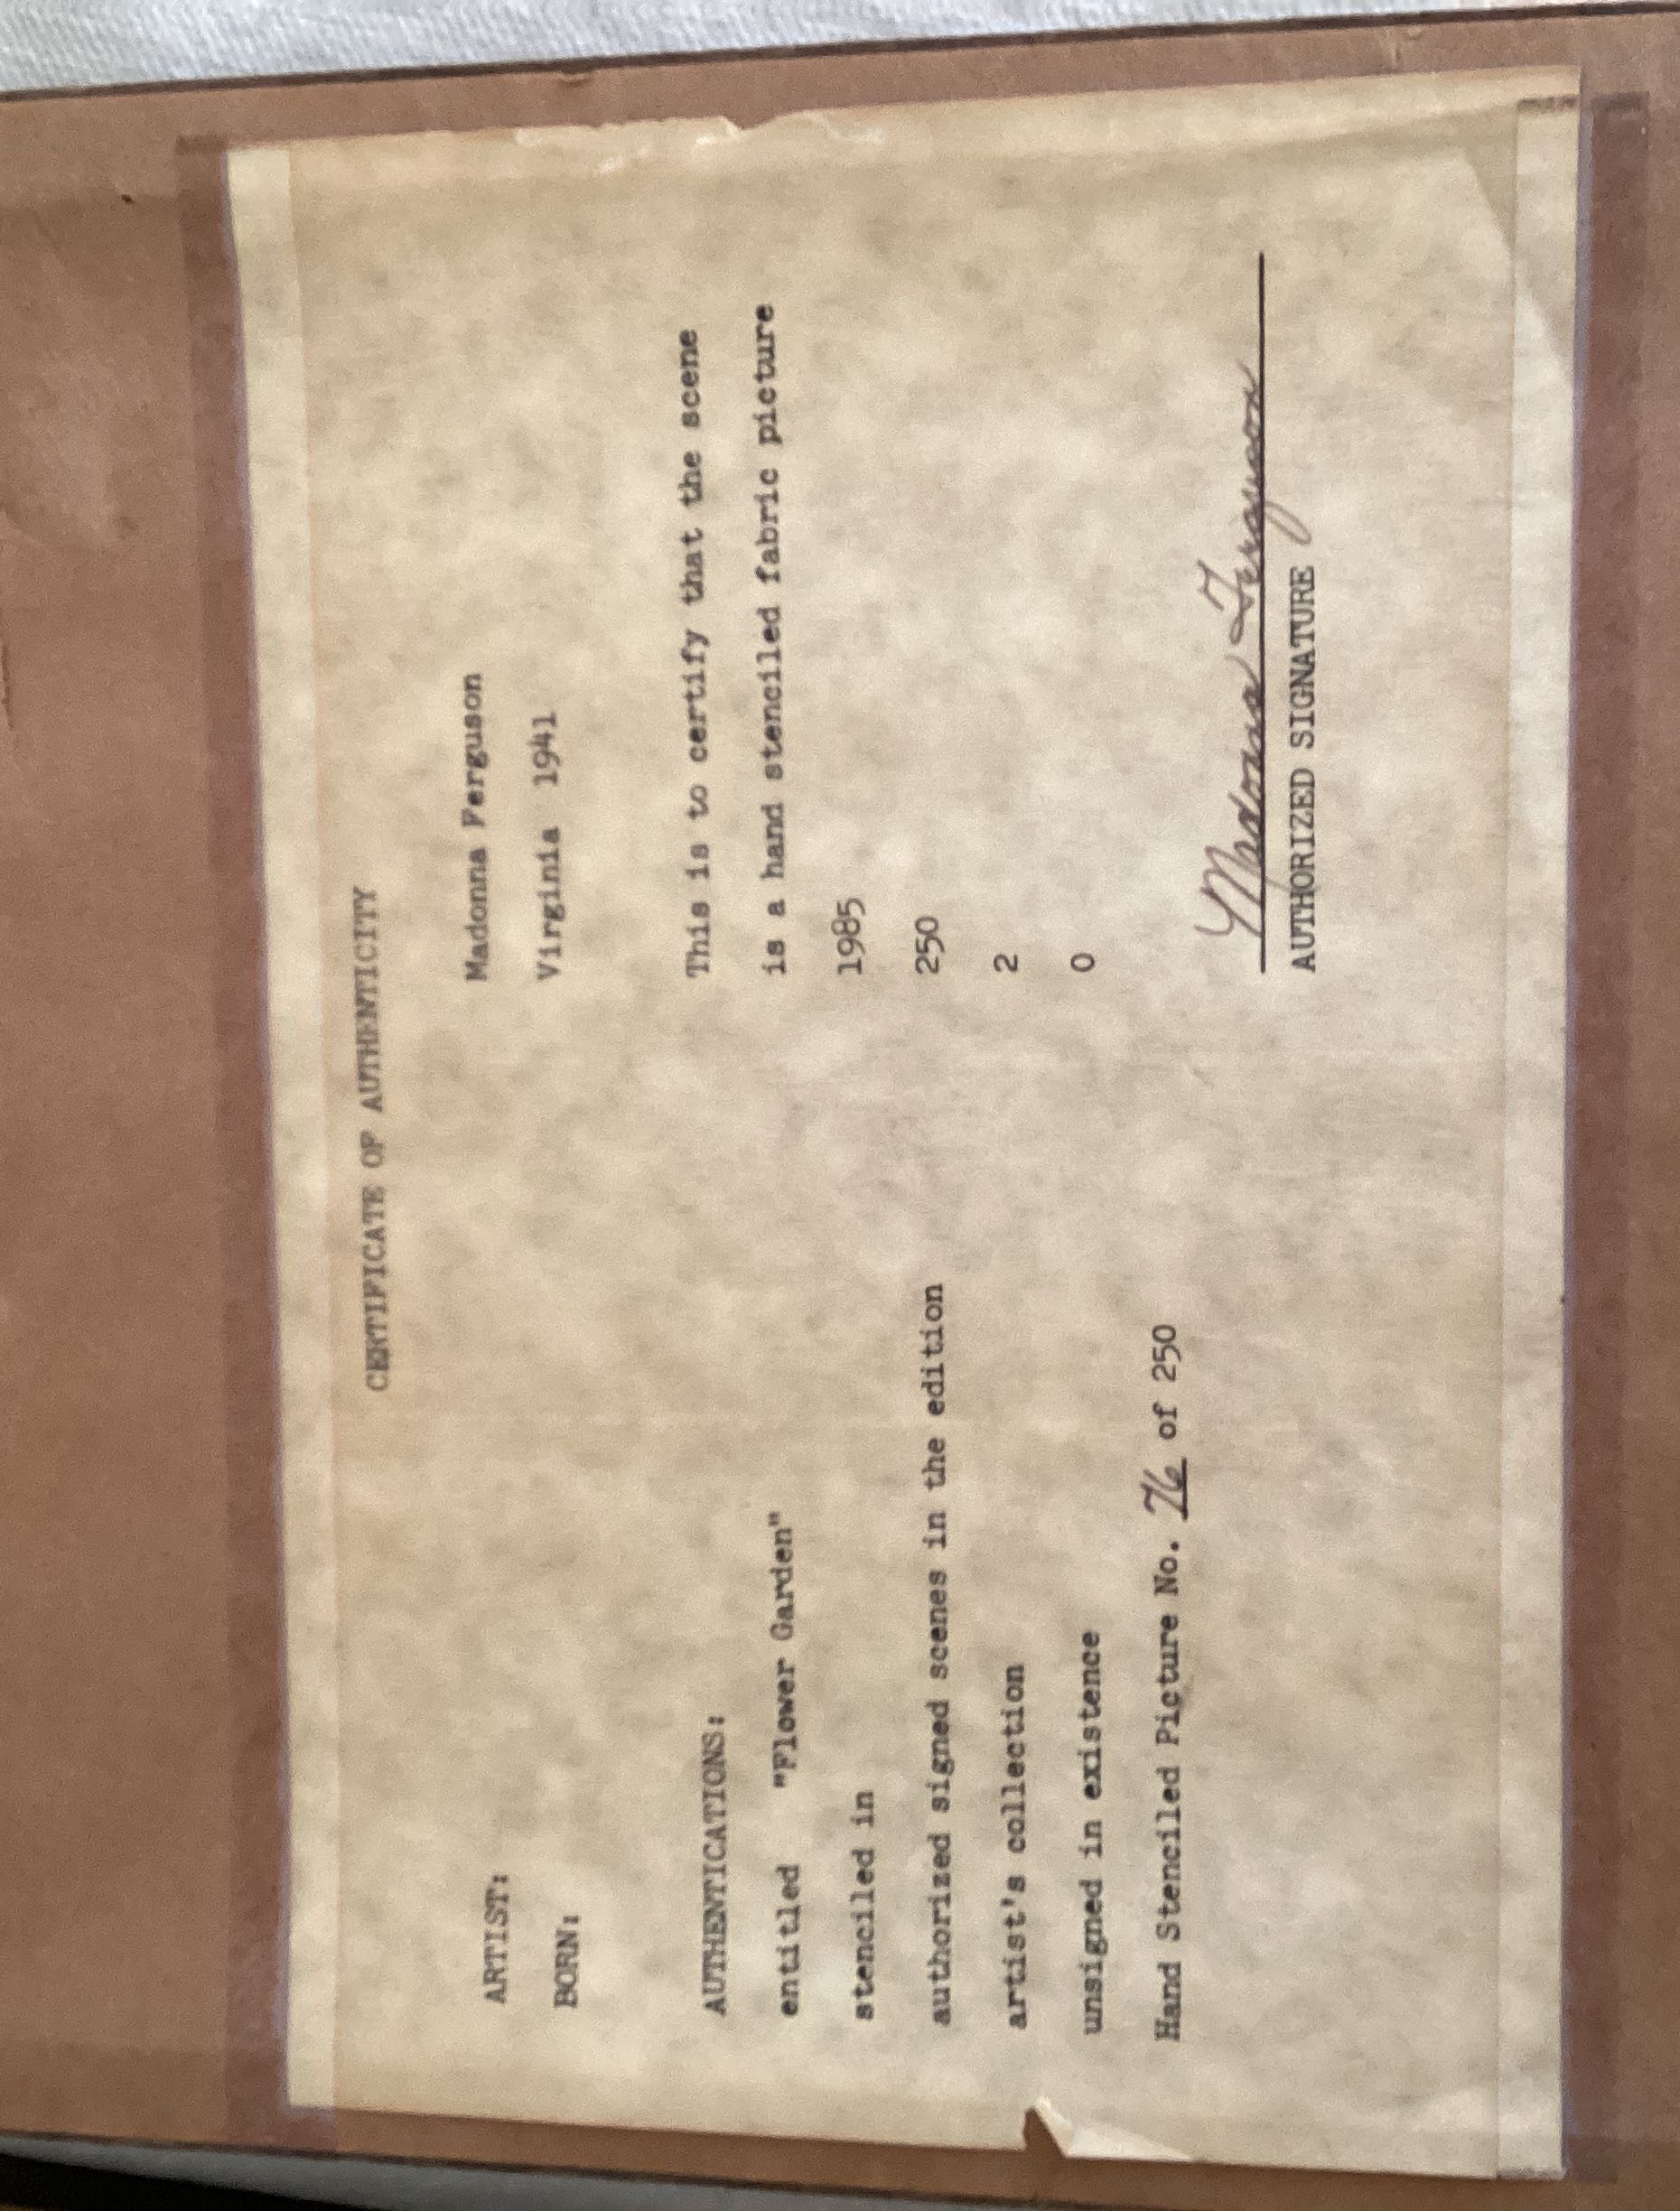 CERTIFICATE OF AUTHENTICITY
ARTIST: Madonna Ferguson
BORN: Virginia 1941
AUTHENTICATIONS: This is to certify that the scene
entitled "Flower Garden" is a hand stenciled fabric picture
stenciled in 1985
authorized signed scenes in the edition 250
artist's collection 2
unsigned in existence 0
Hand Stenciled Picture No. 76 of 250
Madonna Ferguson
AUTHORIZED SIGNATURE